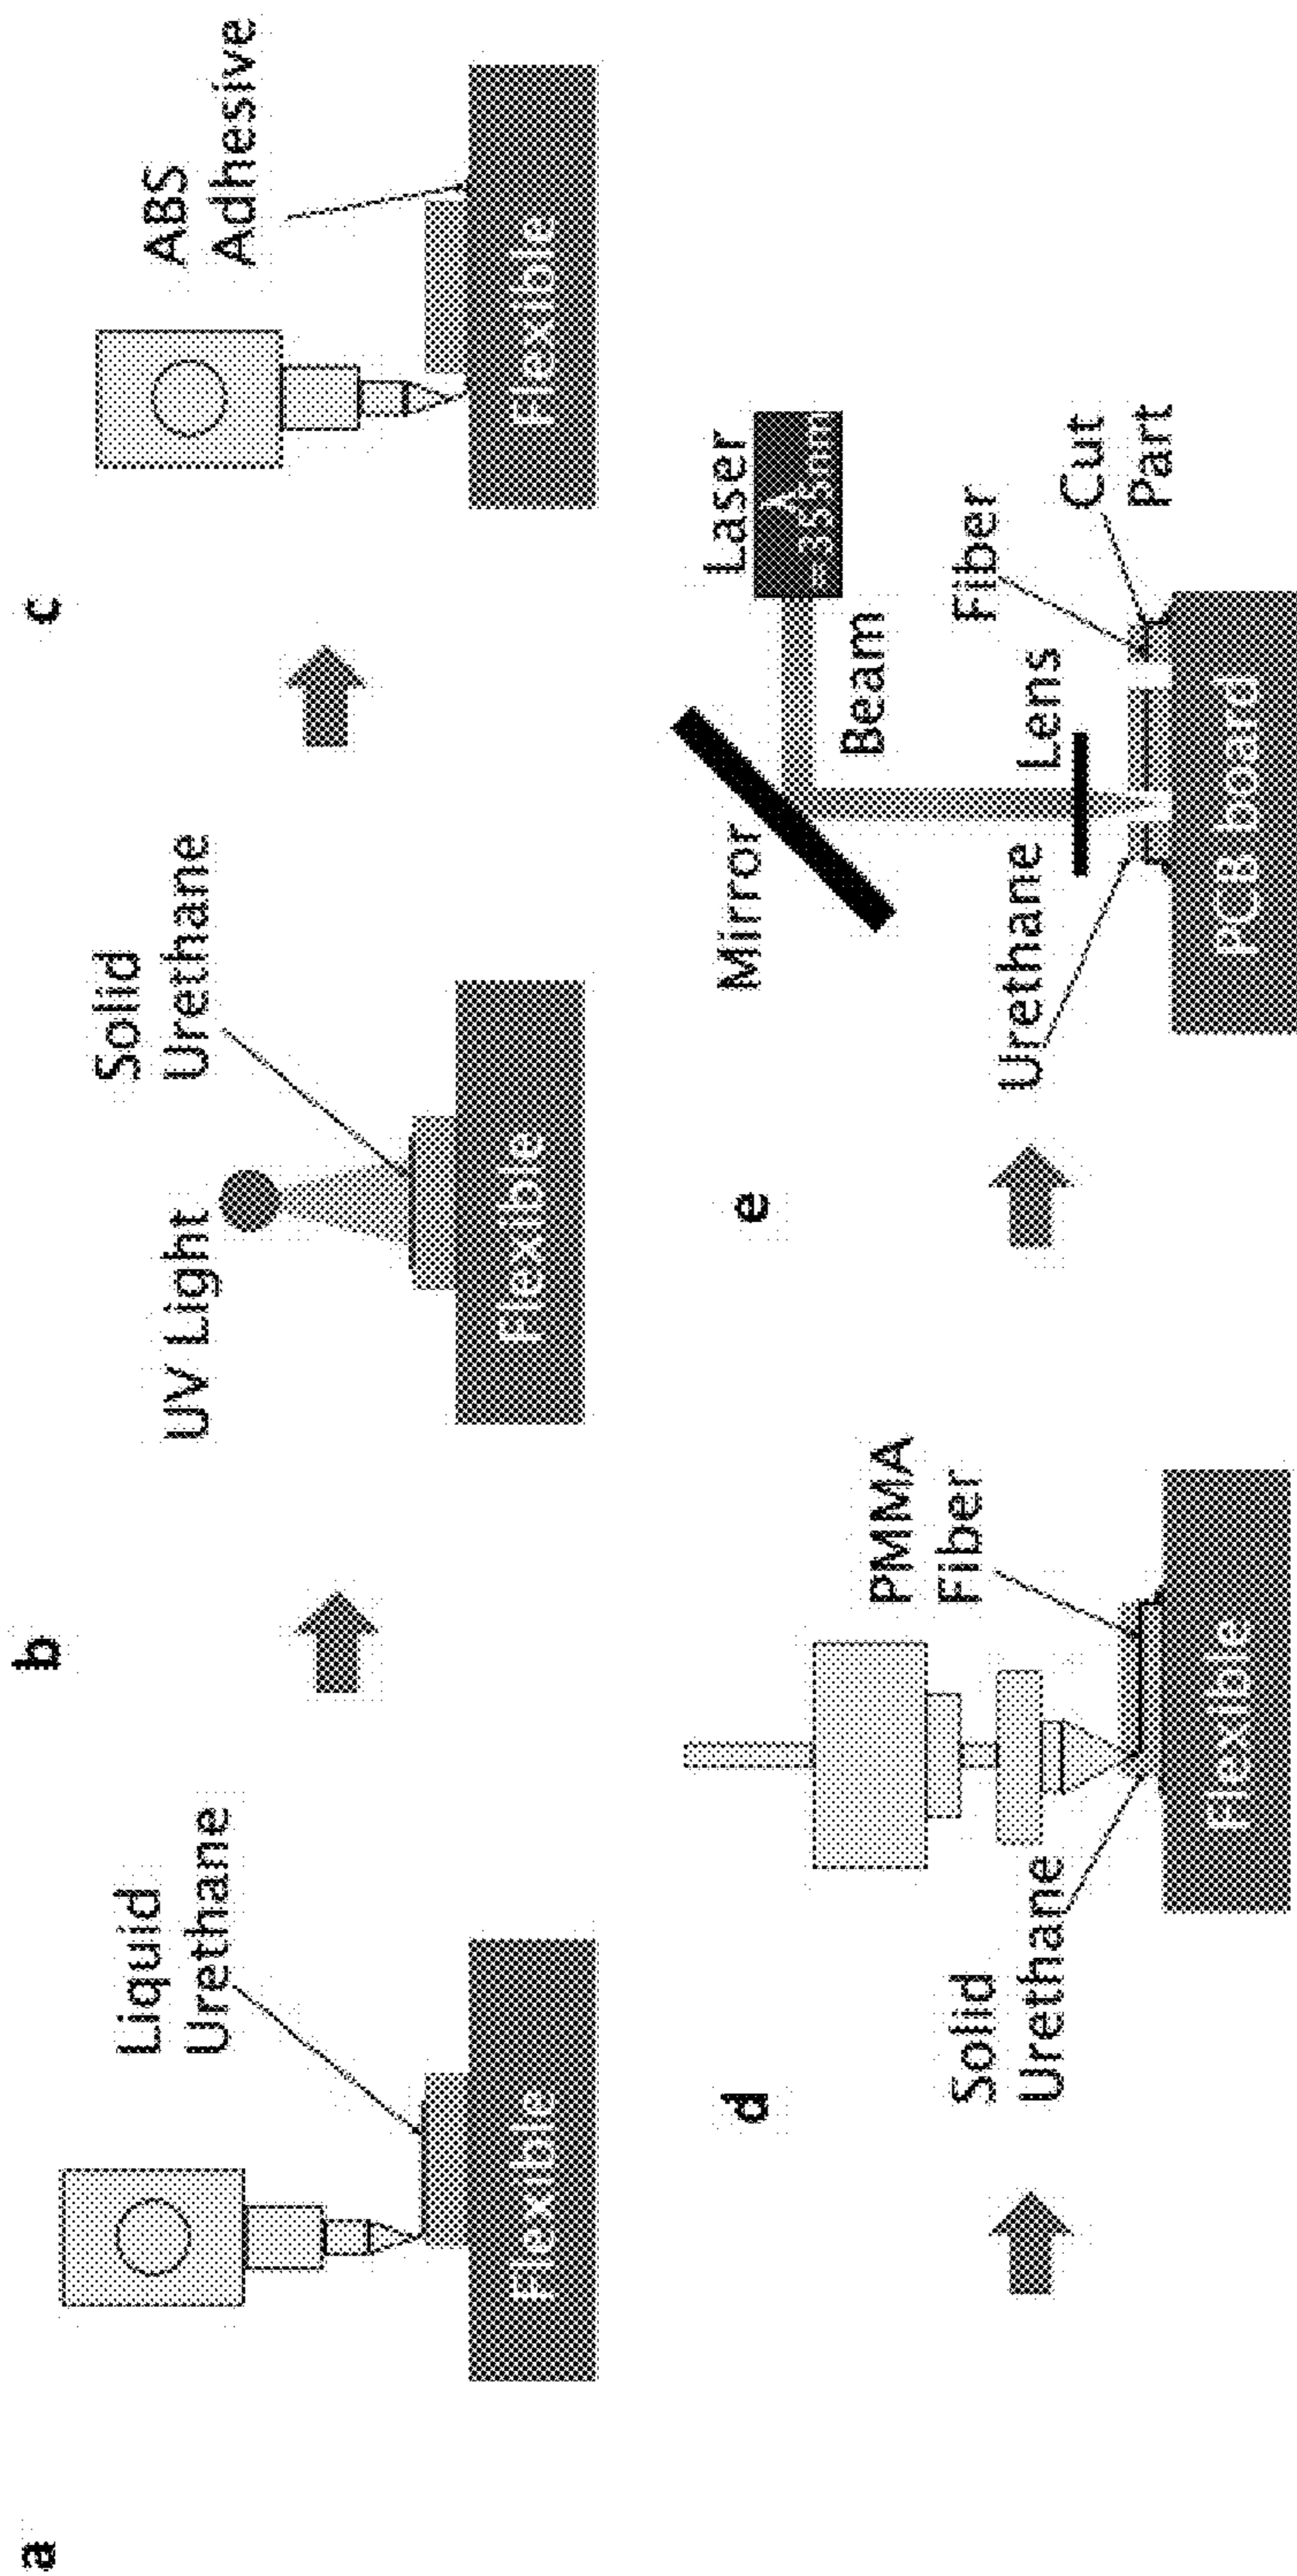 a
Liquid
Urethane
Flexible
b
UV Light
Solid
Urethane
Flexible
c
ABS
Adhesive
Flexible
d
Solid
Urethane
PMMA
Fiber
Flexible
e
Mirror
Laser
λ
=355nm
Beam
Urethane
Lens
Fiber
Cut
Part
PCB board